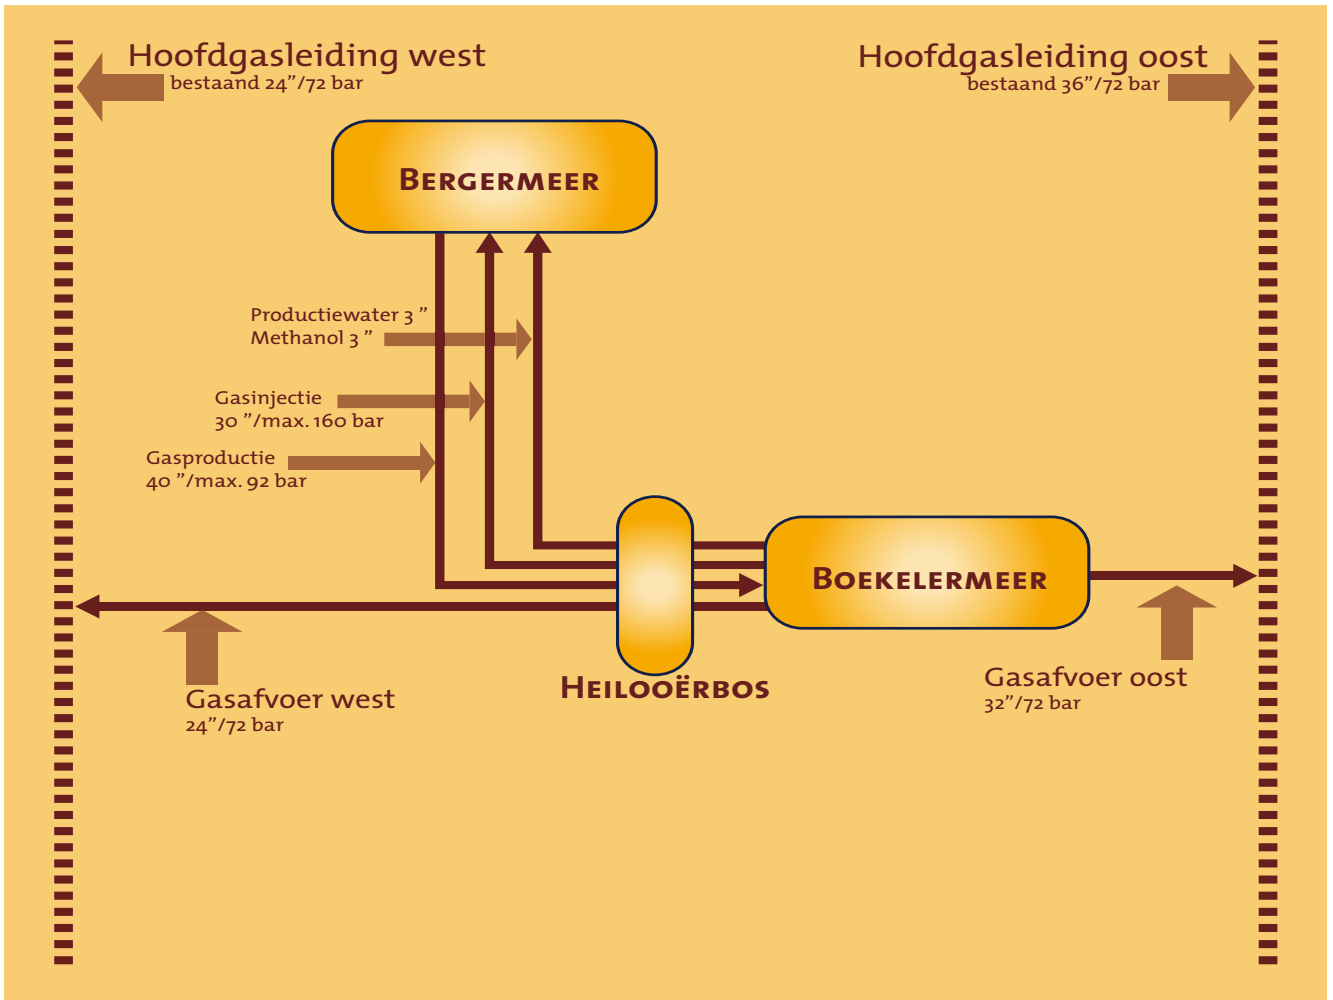 Hoofdgasleiding west
bestaand 24”/72 bar
Hoofdgasleiding oost
bestaand 36”/72 bar
Bergermeer
Productiewater 3 ”
Methanol 3 ”
Gasinjectie
30 ”/max. 160 bar
Gasproductie
40 ”/max. 92 bar
Boekelermeer
Heilooërbos
Gasafvoer west
24”/72 bar
Gasafvoer oost
32”/72 bar